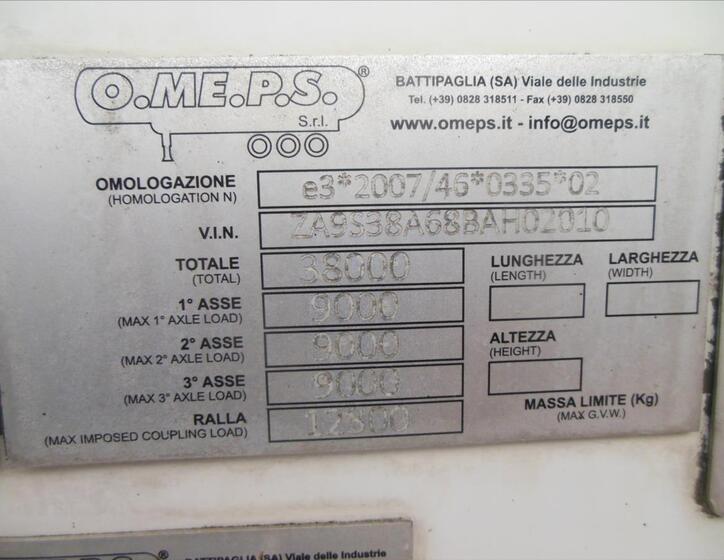 O.ME.P.S.®
S.r.l.
BATTIPAGLIA (SA) Viale delle Industrie
Tel. (+39) 0828 318511 - Fax (+39) 0828 318550
www.omeps.it - info@omeps.it
OMOLOGAZIONE
(HOMOLOGATION N)
e3*2007/46*0335*02
V.I.N.
ZA9S38A68BAH02010
TOTALE
(TOTAL)
38000
LUNGHEZZA
(LENGTH)
LARGHEZZA
(WIDTH)
1° ASSE
(MAX 1° AXLE LOAD)
9000
2° ASSE
(MAX 2° AXLE LOAD)
9000
ALTEZZA
(HEIGHT)
3° ASSE
(MAX 3° AXLE LOAD)
9000
RALLA
(MAX IMPOSED COUPLING LOAD)
12300
MASSA LIMITE (Kg)
(MAX G.V.W.)
BATTIPAGLIA (SA) Viale delle Industrie